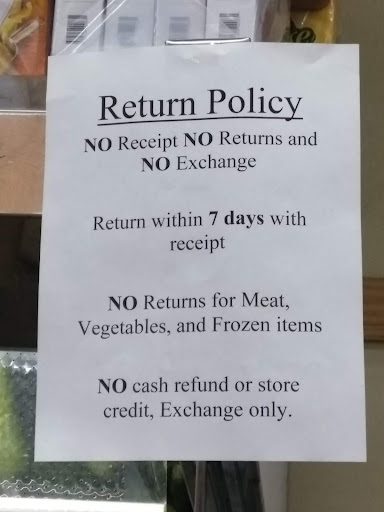 Return Policy
NO Receipt NO Returns and
NO Exchange
Return within 7 days with
receipt
NO Returns for Meat,
Vegetables, and Frozen items
NO cash refund or store
credit, Exchange only.